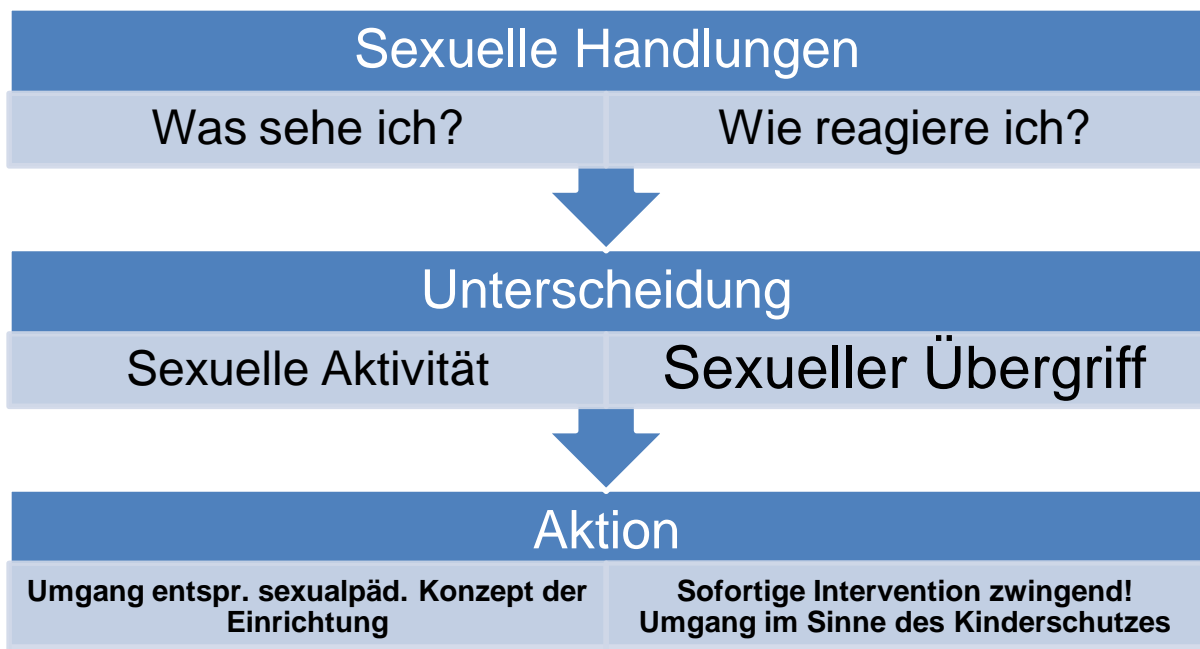 Sexuelle Handlungen
Was sehe ich?
Wie reagiere ich?
Unterscheidung
Sexuelle Aktivität
Sexueller Übergriff
Aktion
Umgang entspr. sexualpäd. Konzept der
Einrichtung
Sofortige Intervention zwingend!
Umgang im Sinne des Kinderschutzes